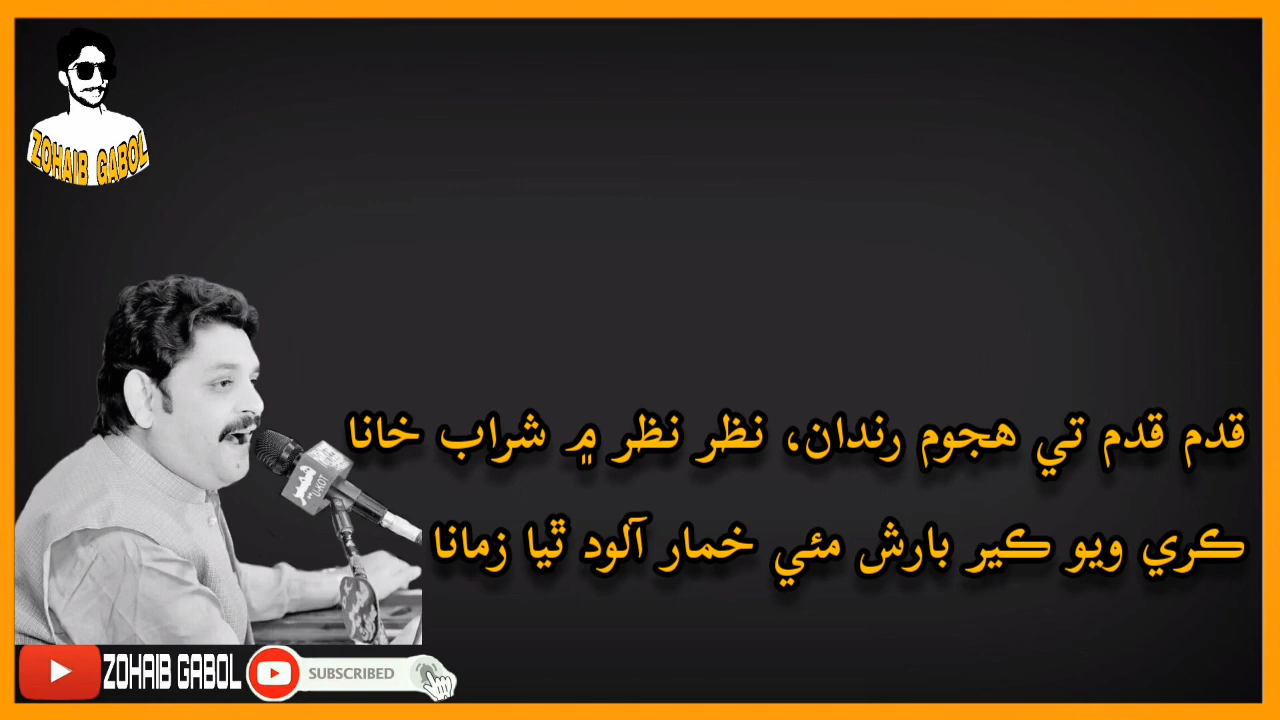 ZOHAIB GABOL
قدم قدم تي هجوم رندان، نظر نظر ۾ شراب خانا
ڪري ويو ڪير بارش مئي خمار آلود ٿيا زمانا
U.KOT
ZOHAIB GABOL
SUBSCRIBED